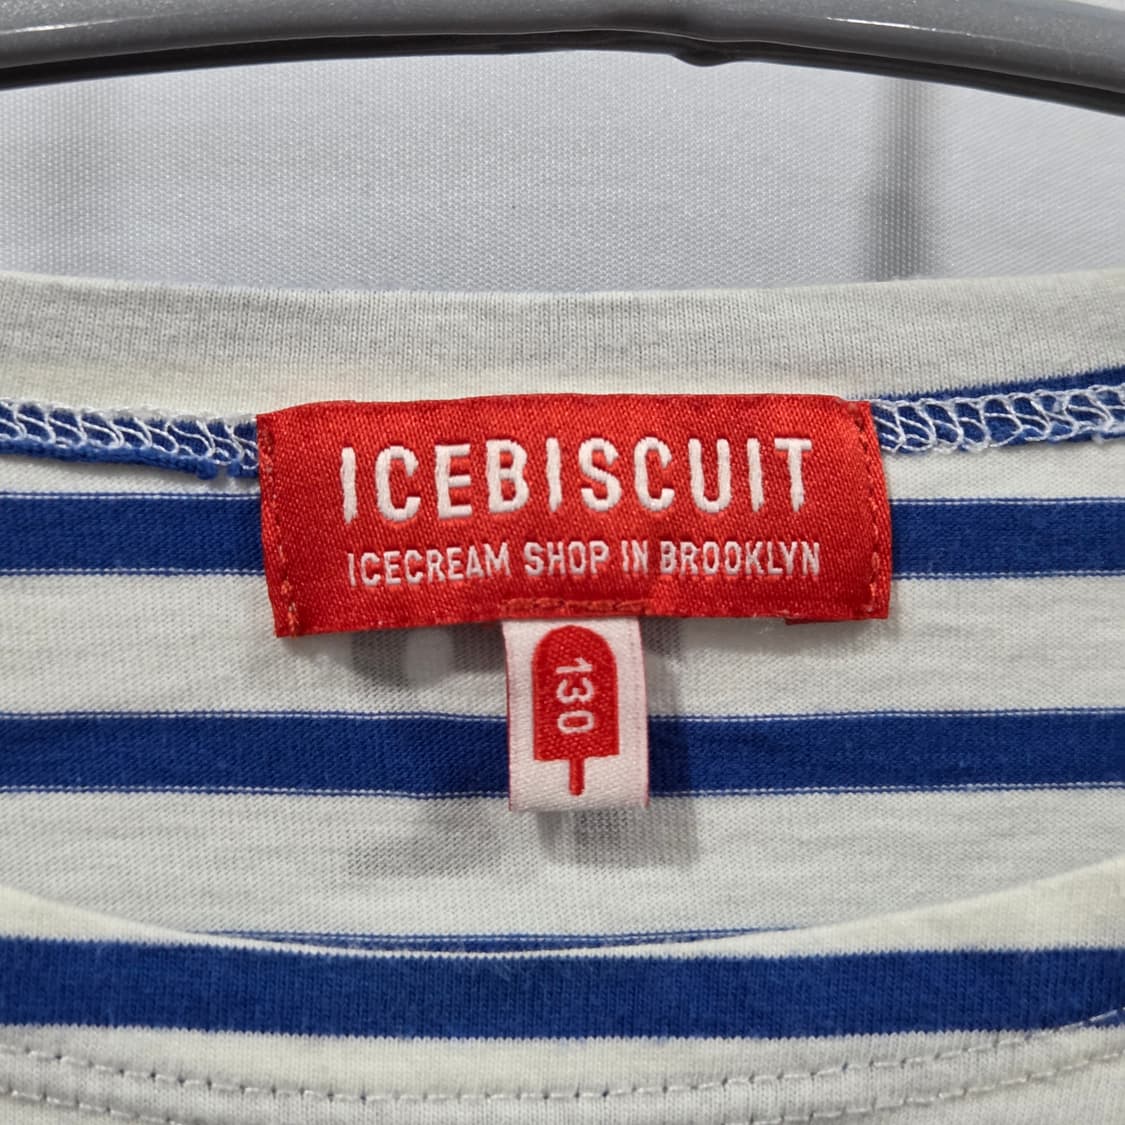 ICEBISCUIT
ICECREAM SHOP IN BROOKLYN
130